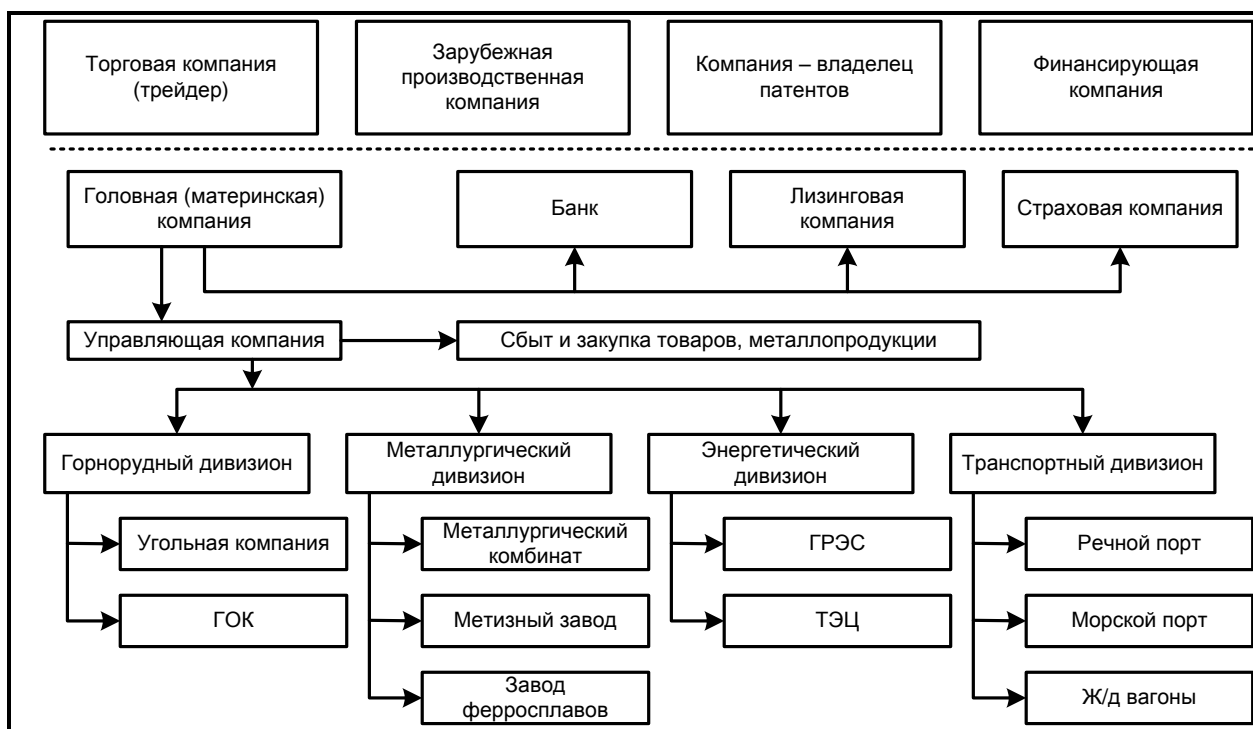 Торговая компания
(трейдер)
Зарубежная
производственная
компания
Компания – владелец
патентов
Финансирующая
компания
Головная (материнская)
компания
Банк
Лизинговая
компания
Страховая компания
Управляющая компания
Сбыт и закупка товаров, металлопродукции
Горнорудный дивизион
Металлургический
дивизион
Энергетический
дивизион
Транспортный дивизион
Угольная компания
Металлургический
комбинат
ГРЭС
Речной порт
ГОК
Метизный завод
ТЭЦ
Морской порт
Завод
ферросплавов
Ж/д вагоны